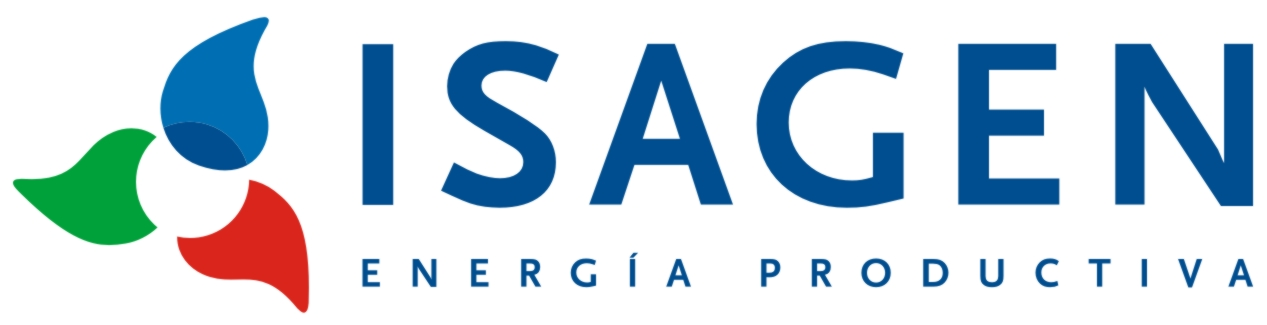 ISAGEN
ENERGÍA PRODUCTIVA